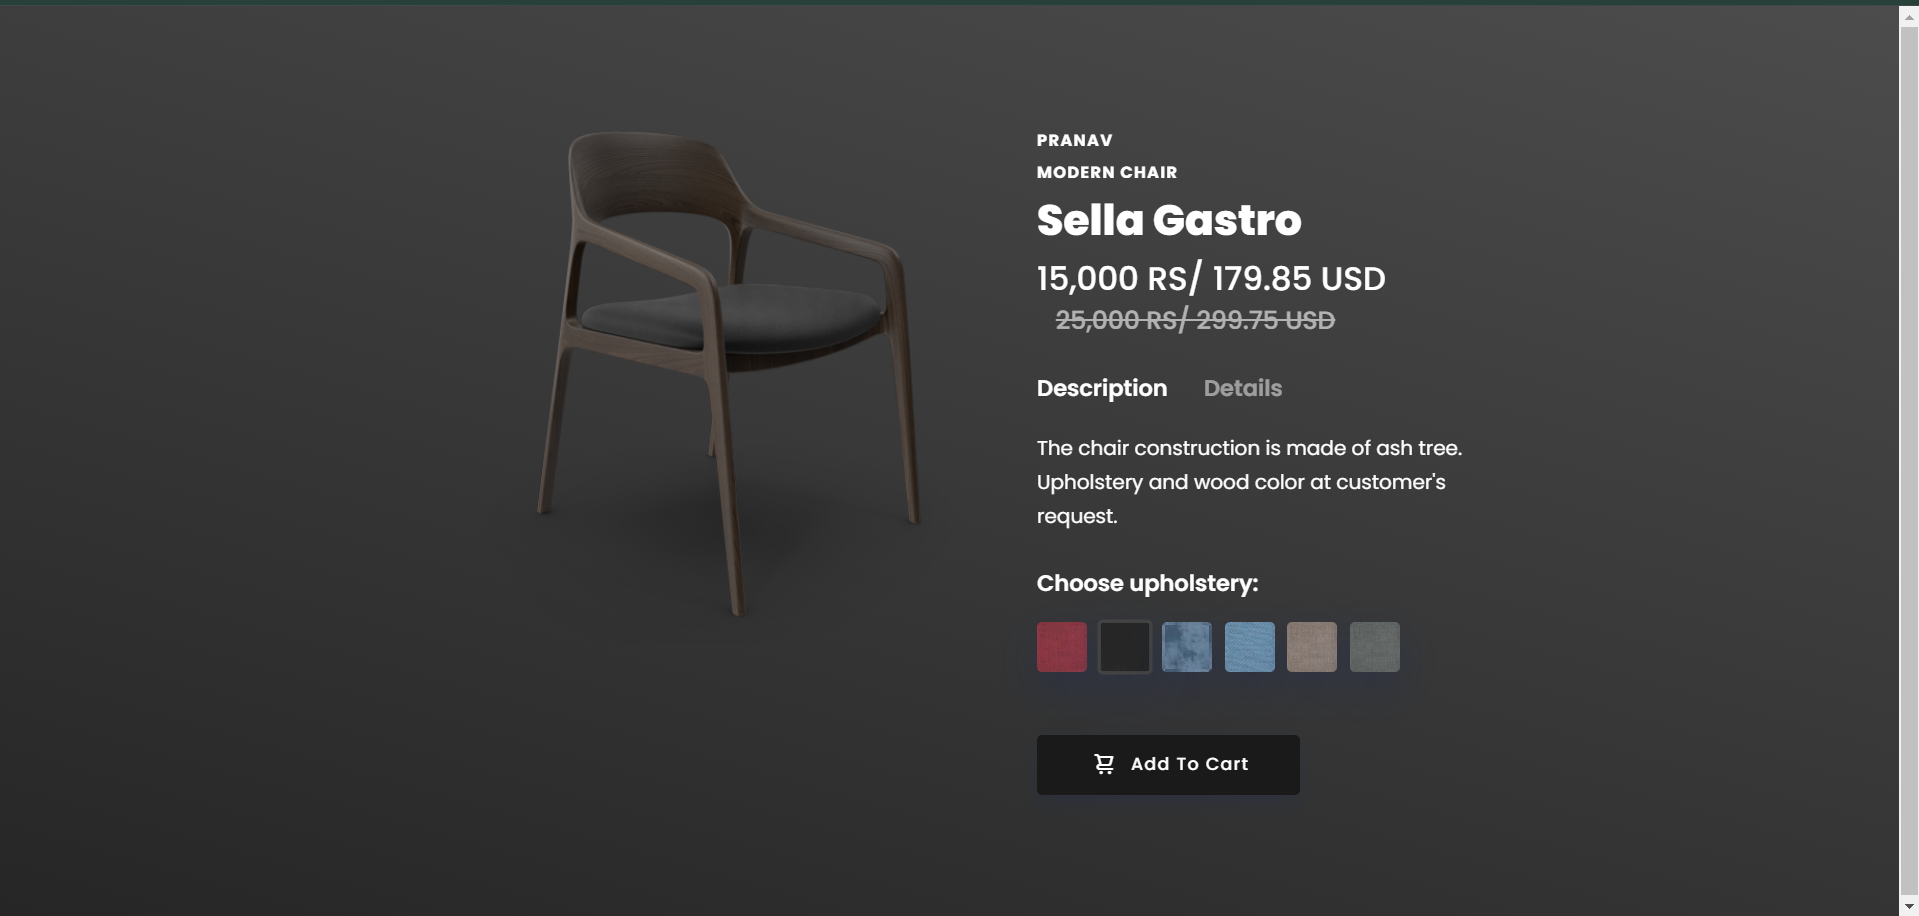 PRANAV
MODERN CHAIR
Sella Gastro
15,000 RS/ 179.85 USD
25,000 RS/ 299.75 USD
Description Details
The chair construction is made of ash tree.
Upholstery and wood color at customer's
request.
Choose upholstery:
Add To Cart